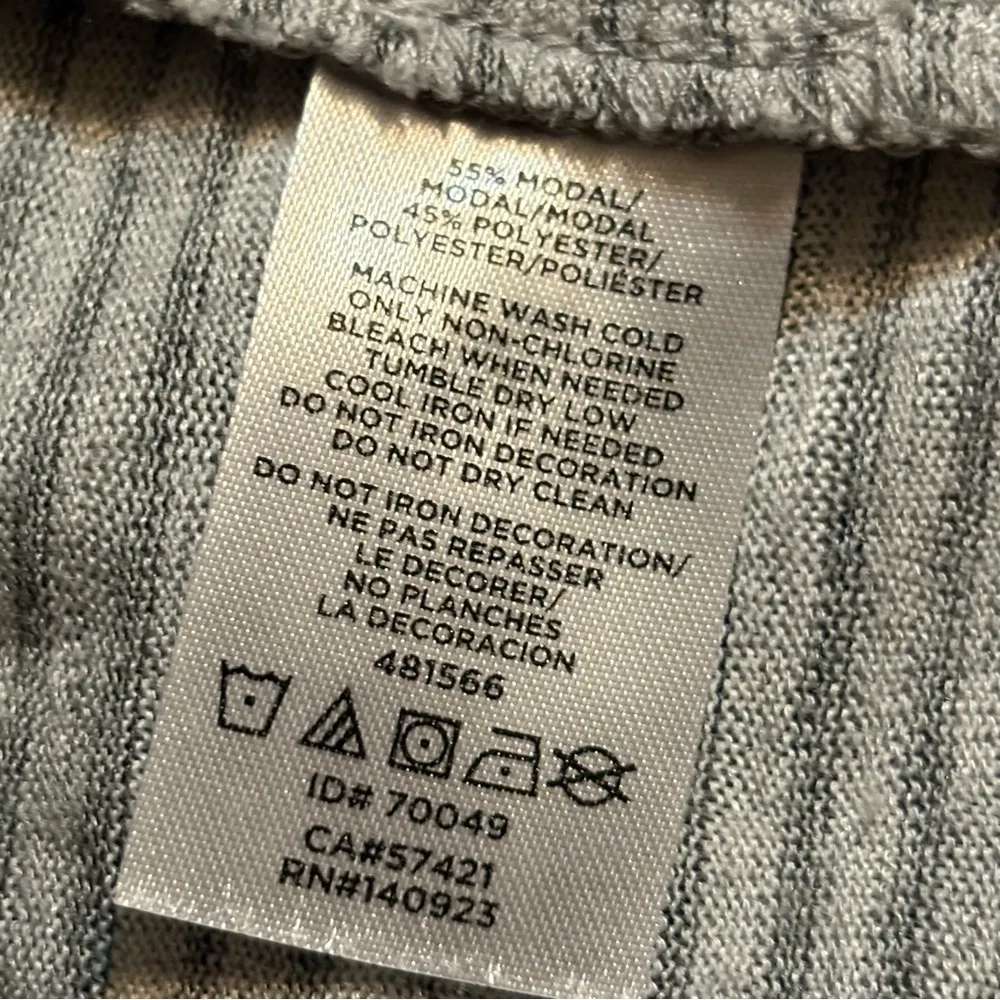 55% MODAL/
MODAL/MODAL
45% POLYESTER/
POLYESTER/POLIÉSTER
MACHINE WASH COLD
ONLY NON-CHLORINE
BLEACH WHEN NEEDED
TUMBLE DRY LOW
COOL IRON IF NEEDED
DO NOT IRON DECORATION
DO NOT DRY CLEAN
DO NOT IRON DECORATION/
NE PAS REPASSER
LE DECORER/
NO PLANCHES
LA DECORACION
481566
ID# 70049
CA#57421
RN#140923